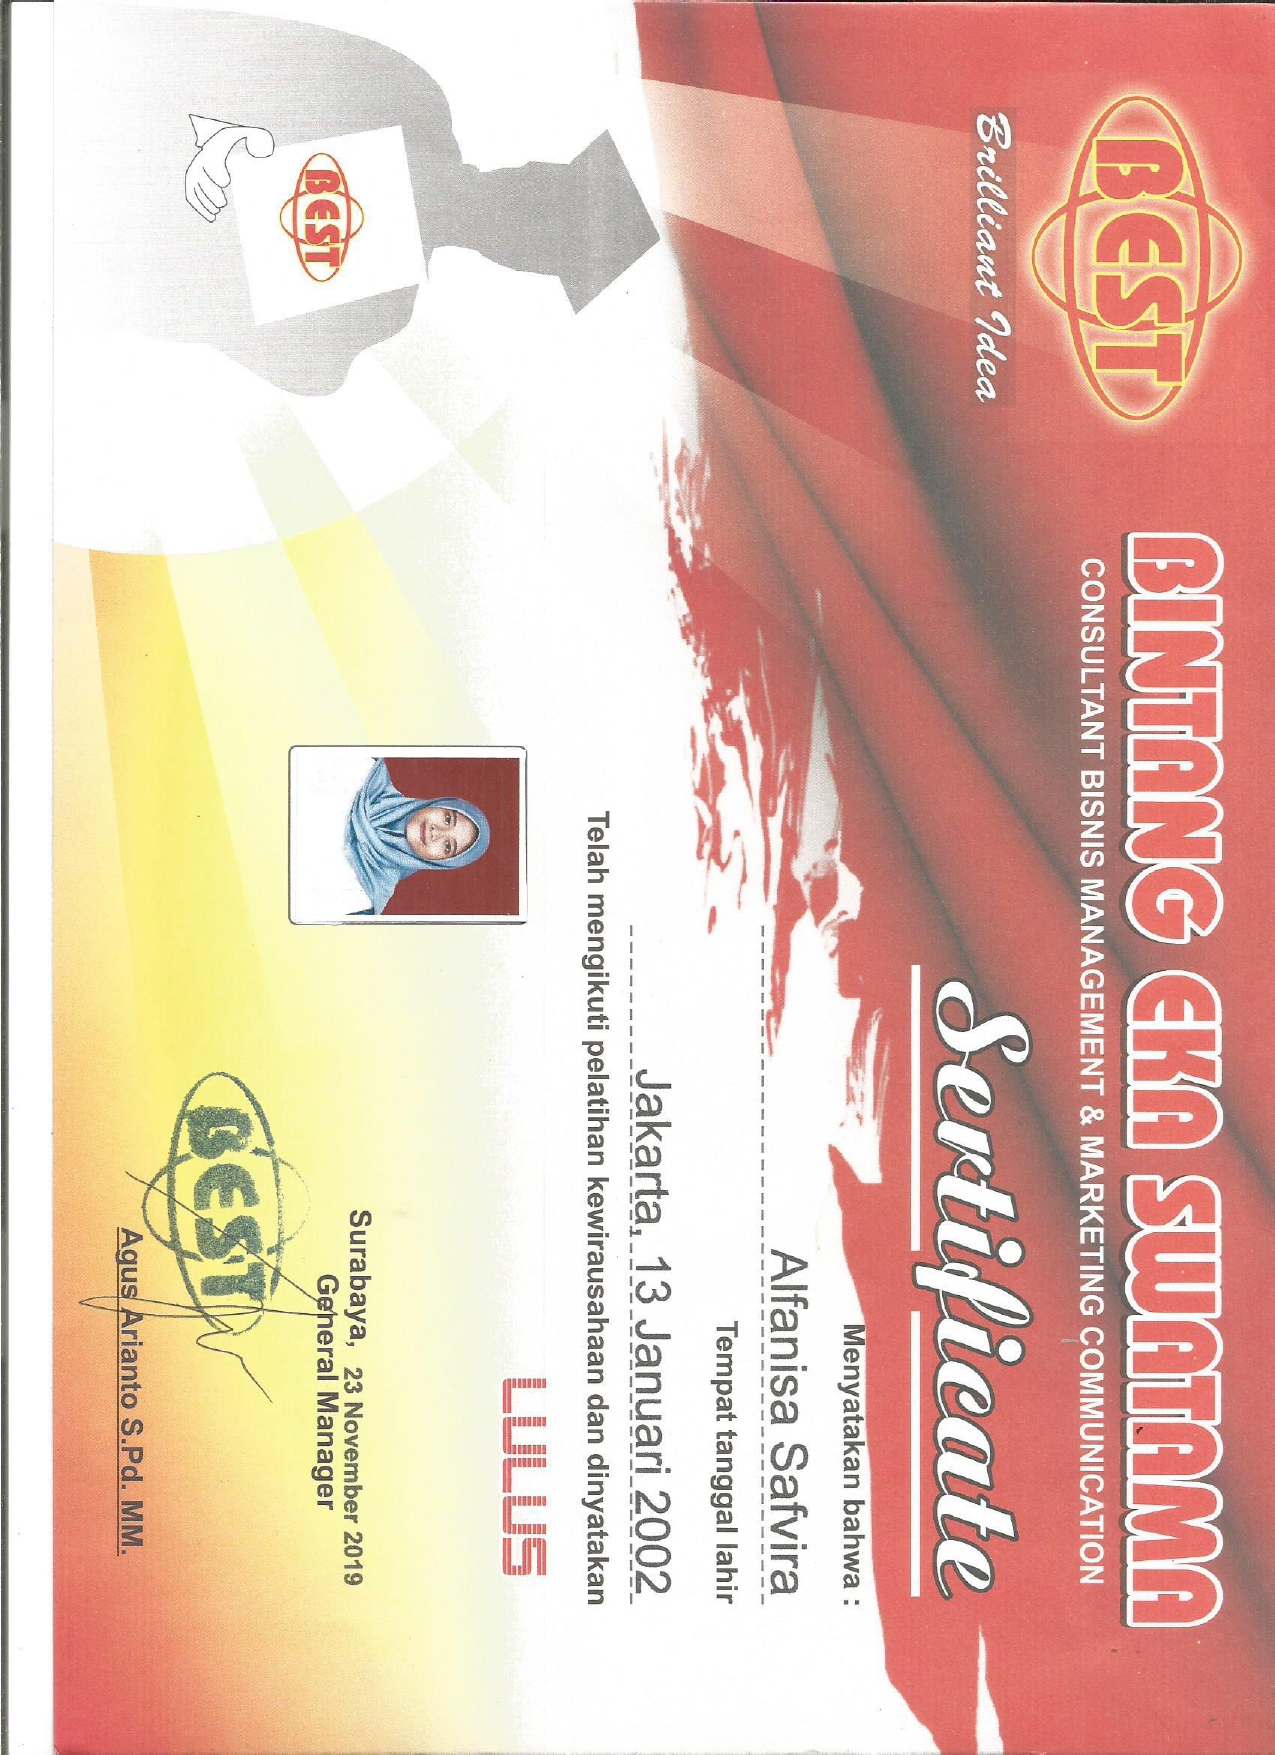 BEST
Brilliant Idea
BINTANG EKA SWATAMA
CONSULTANT BISNIS MANAGEMENT & MARKETING COMMUNICATION
Sertificate
Menyatakan bahwa :
Alfanisa Safvira
Tempat tanggal lahir
Jakarta, 13 Januari 2002
Telah mengikuti pelatihan kewirausahaan dan dinyatakan
LULUS
BEST
Surabaya, 23 November 2019
General Manager
BEST
Agus Arianto S.Pd. MM.